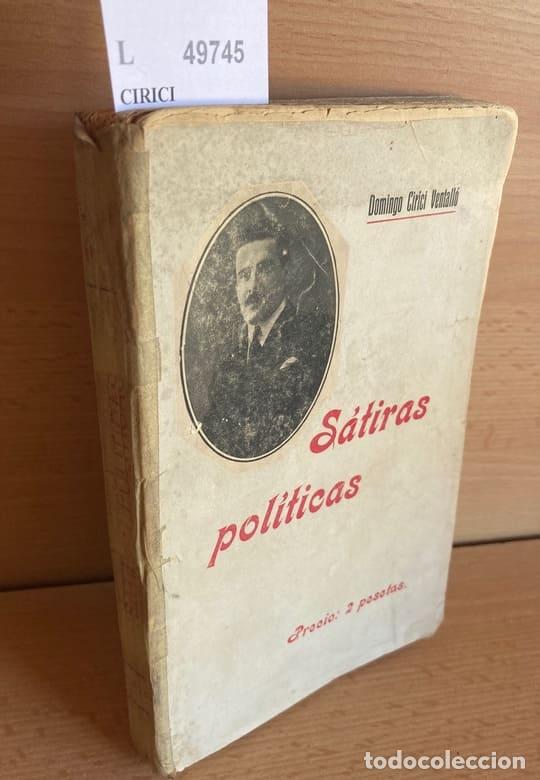 L 49745
CIRICI
Domingo Cirici Ventalló
Sátiras
políticas
Precio: 2 pesetas.
todocoleccion